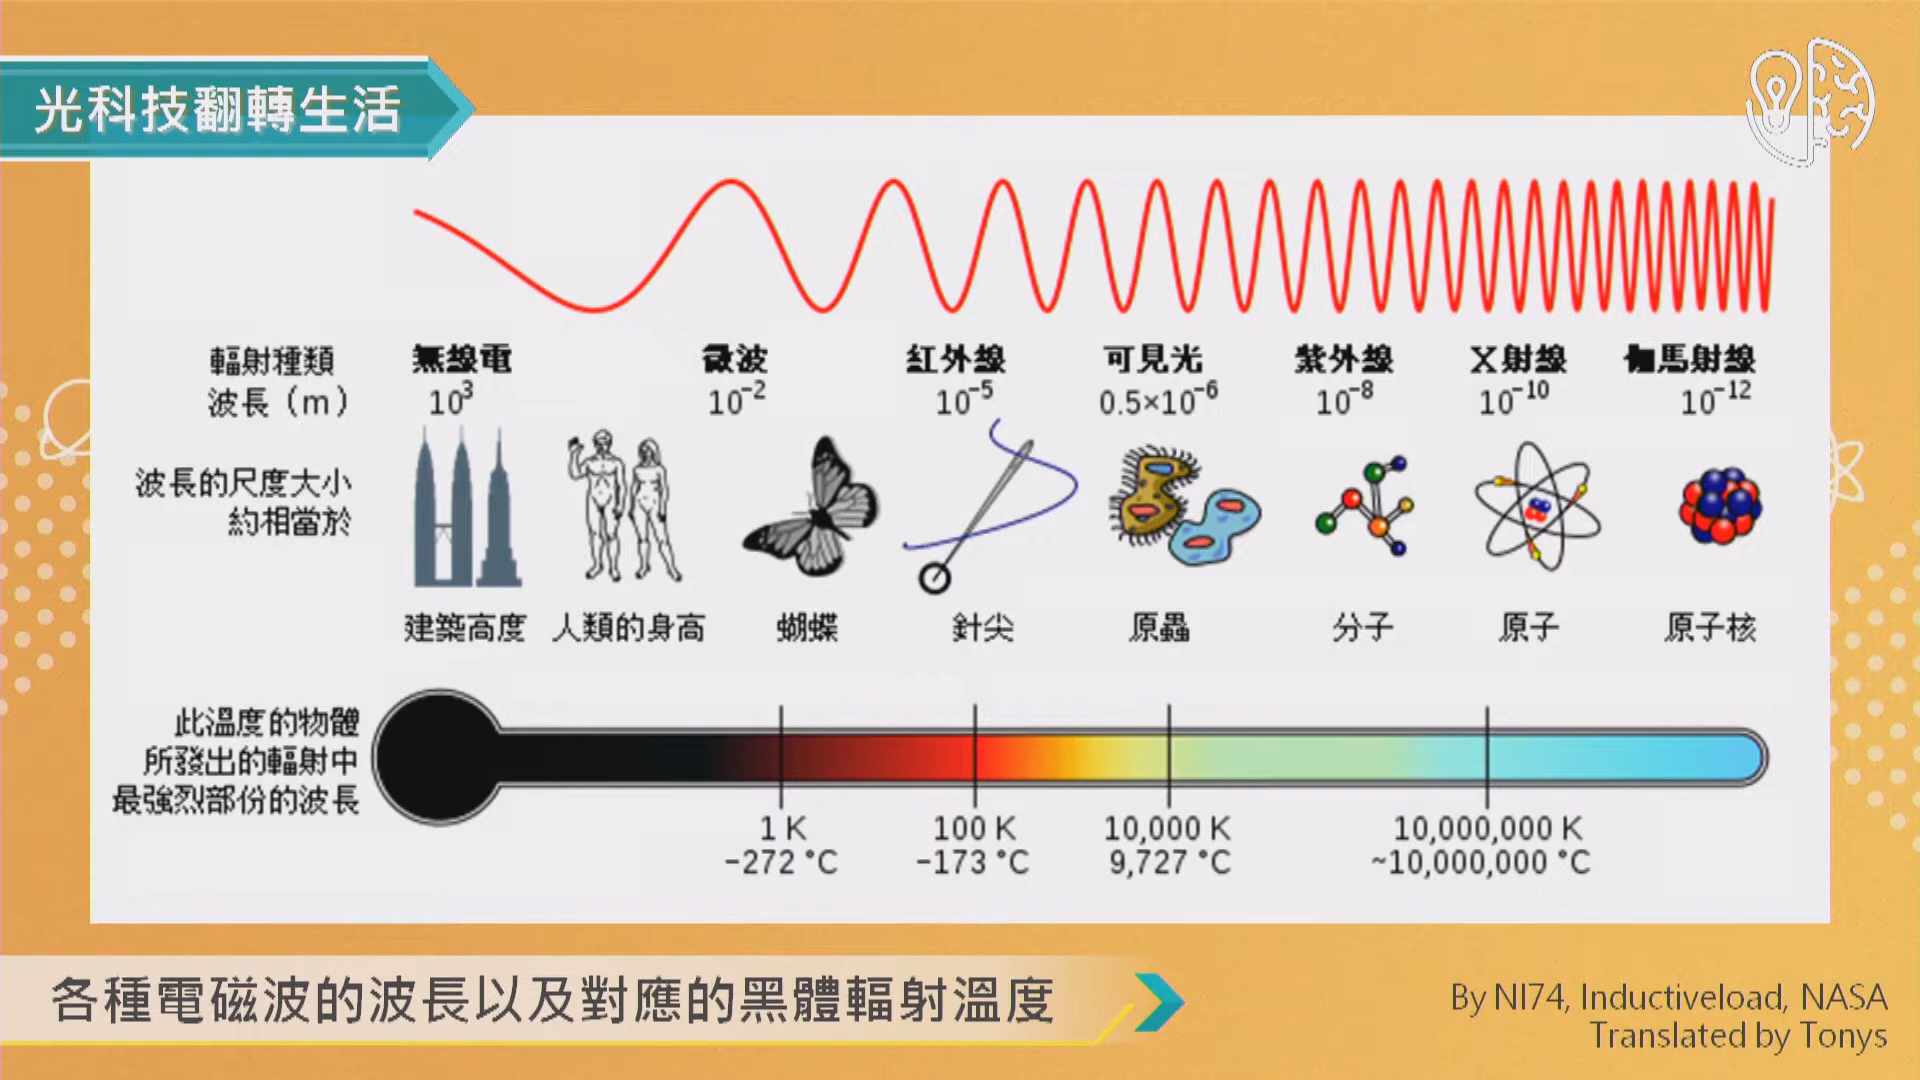 光科技翻轉生活
輻射種類 無線電 微波 紅外線 可見光 紫外線 X射線 伽馬射線
波長（m） 10³ 10⁻² 10⁻⁵ 0.5×10⁻⁶ 10⁻⁸ 10⁻¹⁰ 10⁻¹²
波長的尺度大小
約相當於
建築高度 人類的身高 蝴蝶 針尖 原蟲 分子 原子 原子核
此溫度的物體
所發出的輻射中
最強烈部份的波長
1 K 100 K 10,000 K 10,000,000 K
−272 °C −173 °C 9,727 °C ~10,000,000 °C
各種電磁波的波長以及對應的黑體輻射溫度
By NI74, Inductiveload, NASA
Translated by Tonys